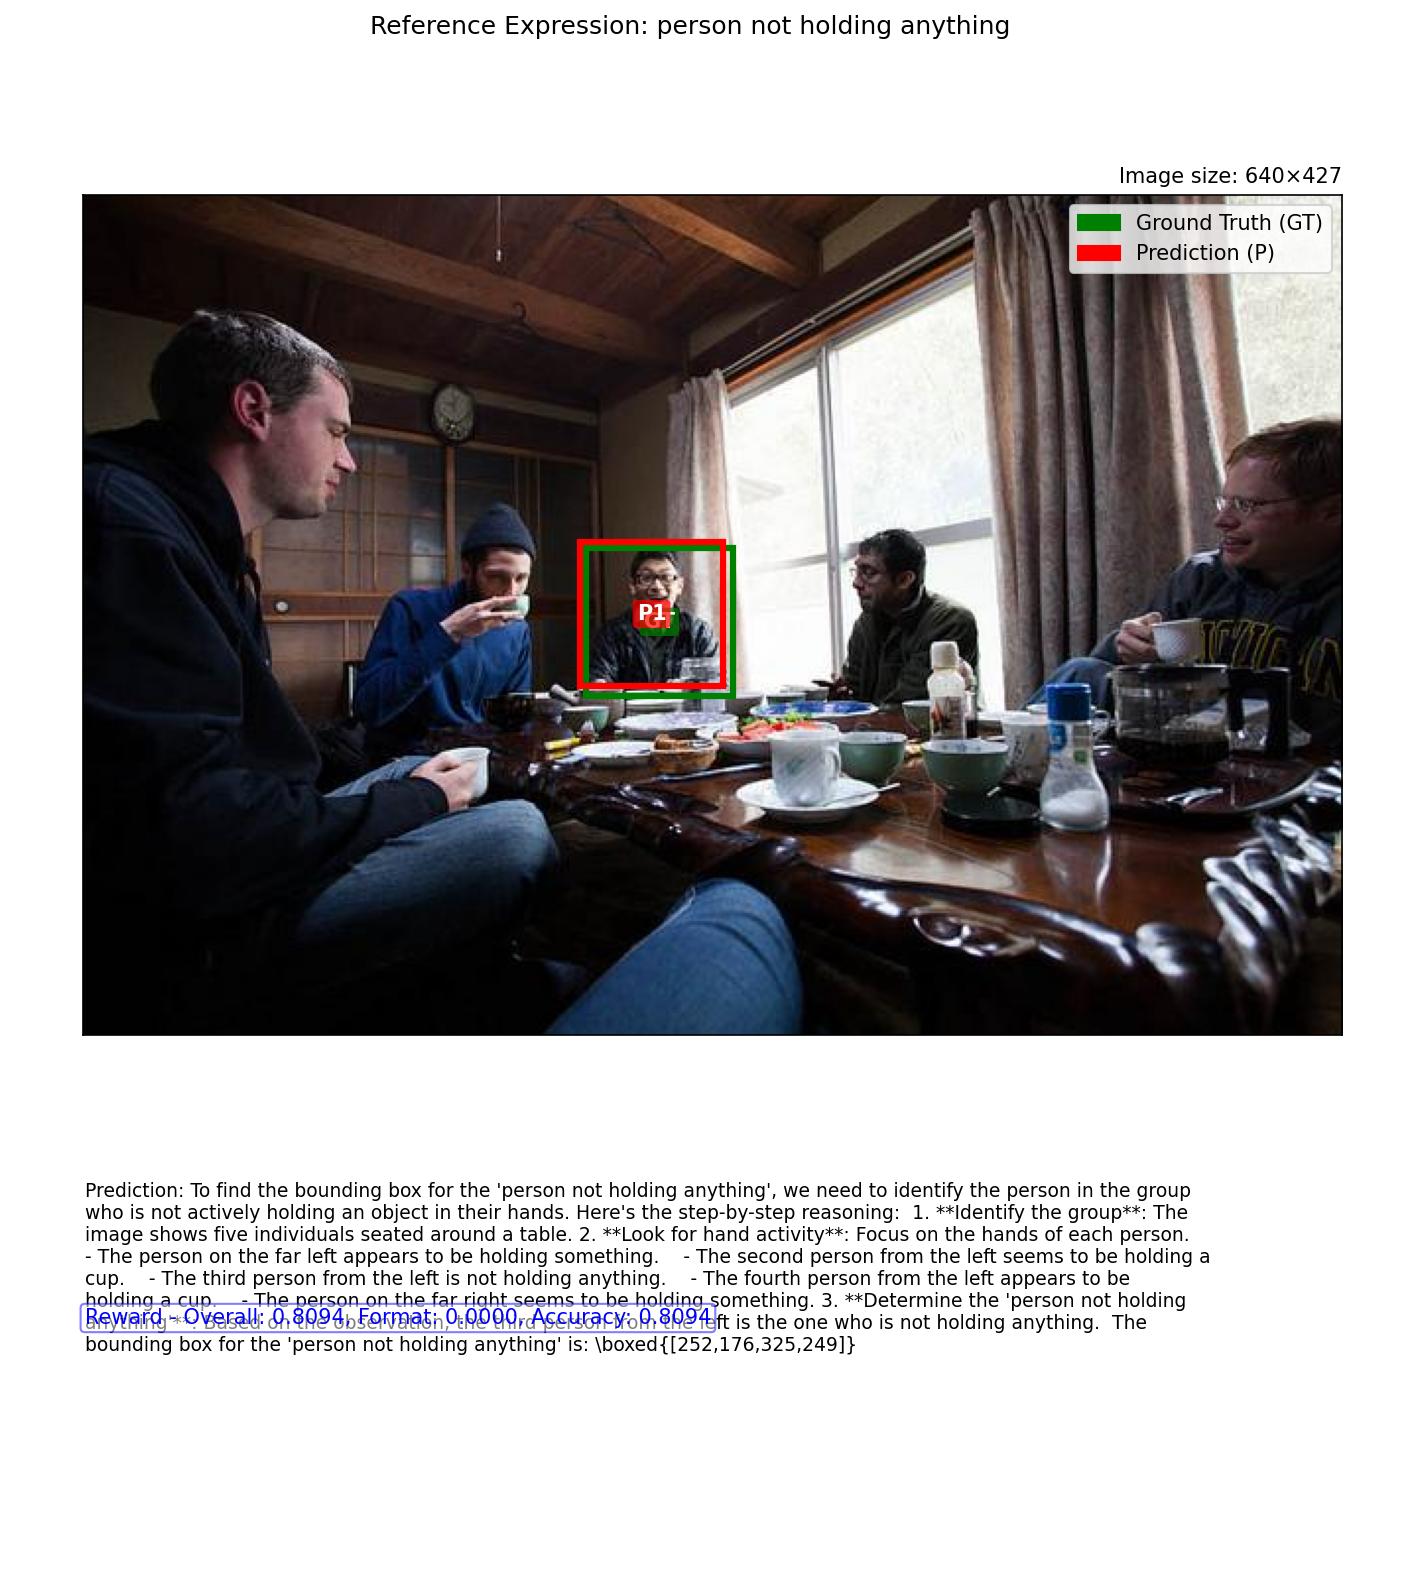 Reference Expression: person not holding anything
Image size: 640×427
Ground Truth (GT)
Prediction (P)
P1
GT
Prediction: To find the bounding box for the 'person not holding anything', we need to identify the person in the group
who is not actively holding an object in their hands. Here's the step-by-step reasoning:  1. **Identify the group**: The
image shows five individuals seated around a table. 2. **Look for hand activity**: Focus on the hands of each person.
- The person on the far left appears to be holding something.    - The second person from the left seems to be holding a
cup.    - The third person from the left is not holding anything.    - The fourth person from the left appears to be
holding a cup.    - The person on the far right seems to be holding something. 3. **Determine the 'person not holding
Reward - Overall: 0.8094, Format: 0.0000, Accuracy: 0.8094
anything'**: Based on the observation, the third person from the left is the one who is not holding anything.  The
bounding box for the 'person not holding anything' is: \boxed{[252,176,325,249]}